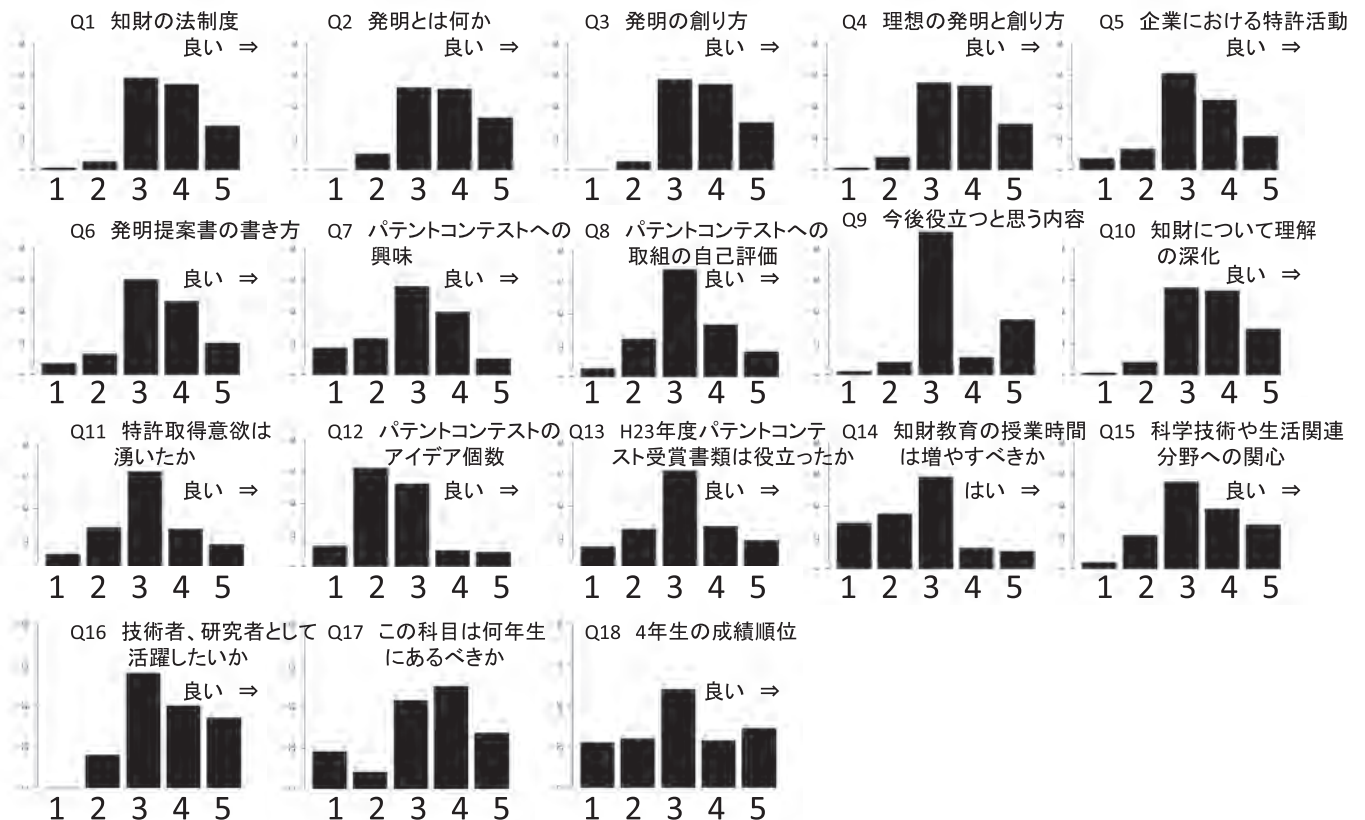 Q1 知財の法制度
良い ⇒
1 2 3 4 5
Q2 発明とは何か
良い ⇒
1 2 3 4 5
Q3 発明の創り方
良い ⇒
1 2 3 4 5
Q4 理想の発明と創り方
良い ⇒
1 2 3 4 5
Q5 企業における特許活動
良い ⇒
1 2 3 4 5
Q6 発明提案書の書き方
良い ⇒
1 2 3 4 5
Q7 パテントコンテストへの
興味
良い ⇒
1 2 3 4 5
Q8 パテントコンテストへの
取組の自己評価
良い ⇒
1 2 3 4 5
Q9 今後役立つと思う内容
1 2 3 4 5
Q10 知財について理解
の深化
良い ⇒
1 2 3 4 5
Q11 特許取得意欲は
湧いたか
良い ⇒
1 2 3 4 5
Q12 パテントコンテストの
アイデア個数
良い ⇒
1 2 3 4 5
Q13 H23年度パテントコンテ
スト受賞書類は役立ったか
良い ⇒
1 2 3 4 5
Q14 知財教育の授業時間
は増やすべきか
はい ⇒
1 2 3 4 5
Q15 科学技術や生活関連
分野への関心
良い ⇒
1 2 3 4 5
Q16 技術者、研究者として
活躍したいか
良い ⇒
1 2 3 4 5
Q17 この科目は何年生
にあるべきか
1 2 3 4 5
Q18 4年生の成績順位
良い ⇒
1 2 3 4 5